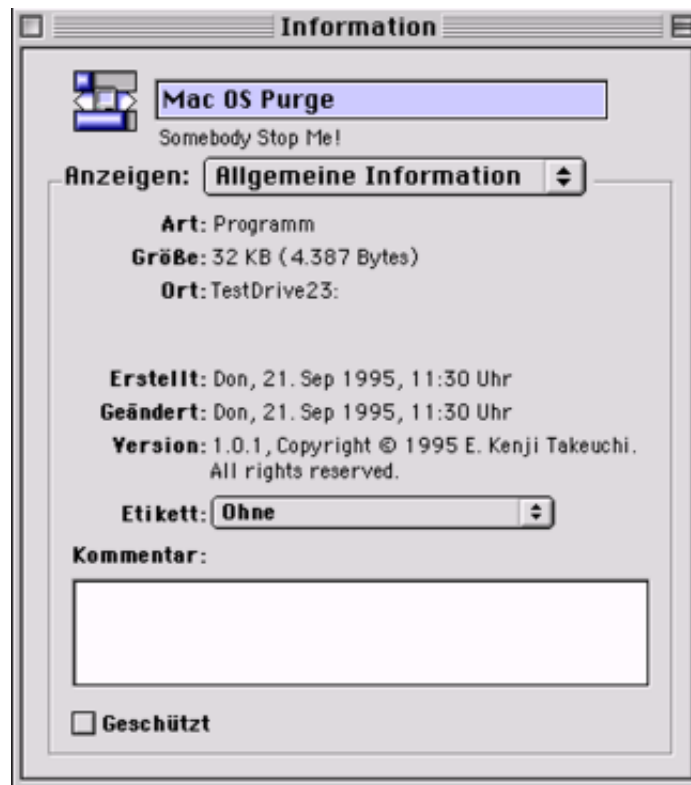 Information
Mac OS Purge
Somebody Stop Me!
Anzeigen: Allgemeine Information
Art: Programm
Größe: 32 KB (4.387 Bytes)
Ort: TestDrive23:
Erstellt: Don, 21. Sep 1995, 11:30 Uhr
Geändert: Don, 21. Sep 1995, 11:30 Uhr
Version: 1.0.1, Copyright © 1995 E. Kenji Takeuchi.
All rights reserved.
Etikett: Ohne
Kommentar:
Geschützt